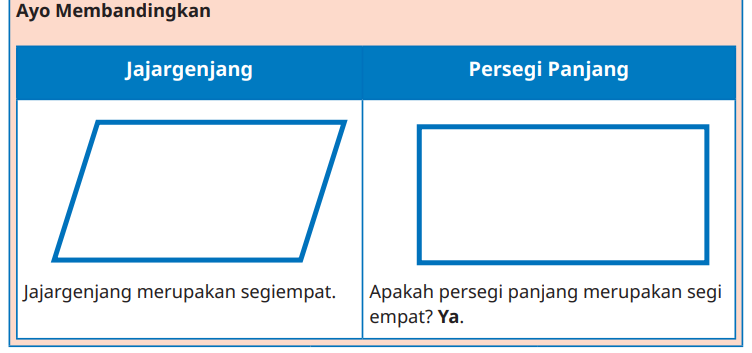 Ayo Membandingkan
Jajargenjang
Persegi Panjang
Jajargenjang merupakan segiempat.
Apakah persegi panjang merupakan segi
empat? Ya.